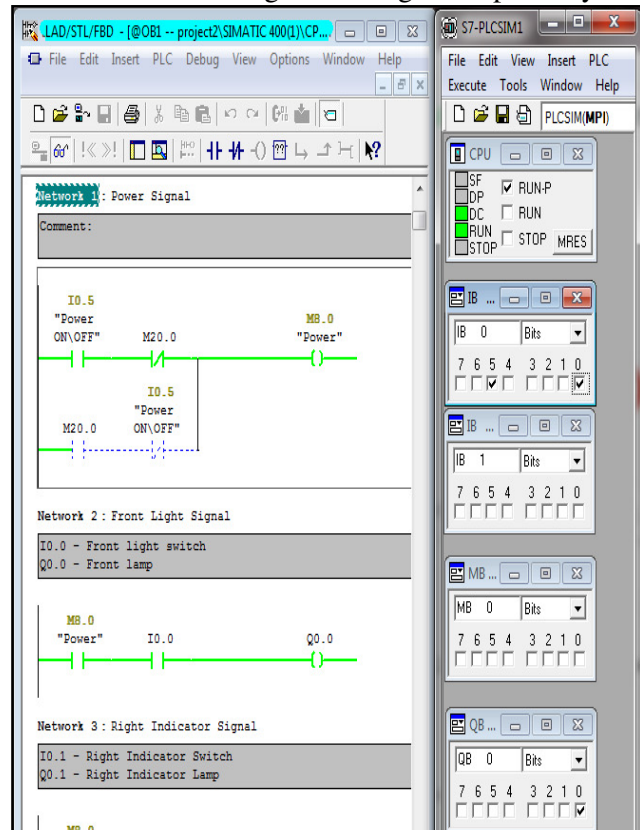 LAD/STL/FBD - [@OB1 -- project2\SIMATIC 400(1)\CP...
File Edit Insert PLC Debug View Options Window Help
Network 1: Power Signal
Comment:
I0.5
"Power
ON\OFF"
M20.0
M8.0
"Power"
I0.5
"Power
ON\OFF"
M20.0
Network 2 : Front Light Signal
I0.0 - Front light switch
Q0.0 - Front lamp
M8.0
"Power"
I0.0
Q0.0
Network 3 : Right Indicator Signal
I0.1 - Right Indicator Switch
Q0.1 - Right Indicator Lamp
M8.0
S7-PLCSIM1
File Edit View Insert PLC
Execute Tools Window Help
PLCSIM(MPI)
CPU
SF
DP
DC
RUN
STOP
RUN-P
RUN
STOP
MRES
IB ...
IB 0 Bits
7 6 5 4 3 2 1 0
IB ...
IB 1 Bits
7 6 5 4 3 2 1 0
MB ...
MB 0 Bits
7 6 5 4 3 2 1 0
QB ...
QB 0 Bits
7 6 5 4 3 2 1 0